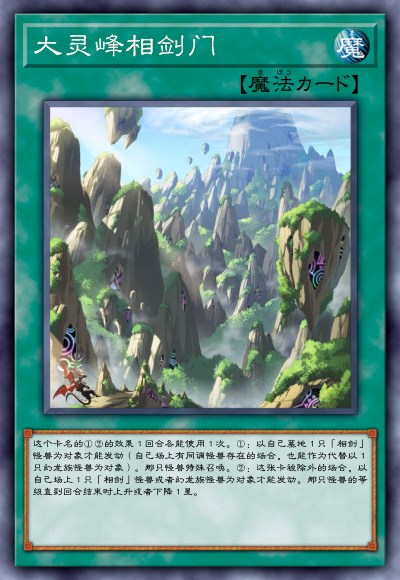 大灵峰相剑门
魔
【魔法カード】
ま ほう
这个卡名的①②的效果1回合各能使用1次。①：以自己墓地1只「相剑」
怪兽为对象才能发动（自己场上有同调怪兽存在的场合，也能作为代替以1
只幻龙族怪兽为对象）。那只怪兽特殊召唤。②：这张卡被除外的场合，以
自己场上1只「相剑」怪兽或者幻龙族怪兽为对象才能发动。那只怪兽的等
级直到回合结束时上升或者下降1星。